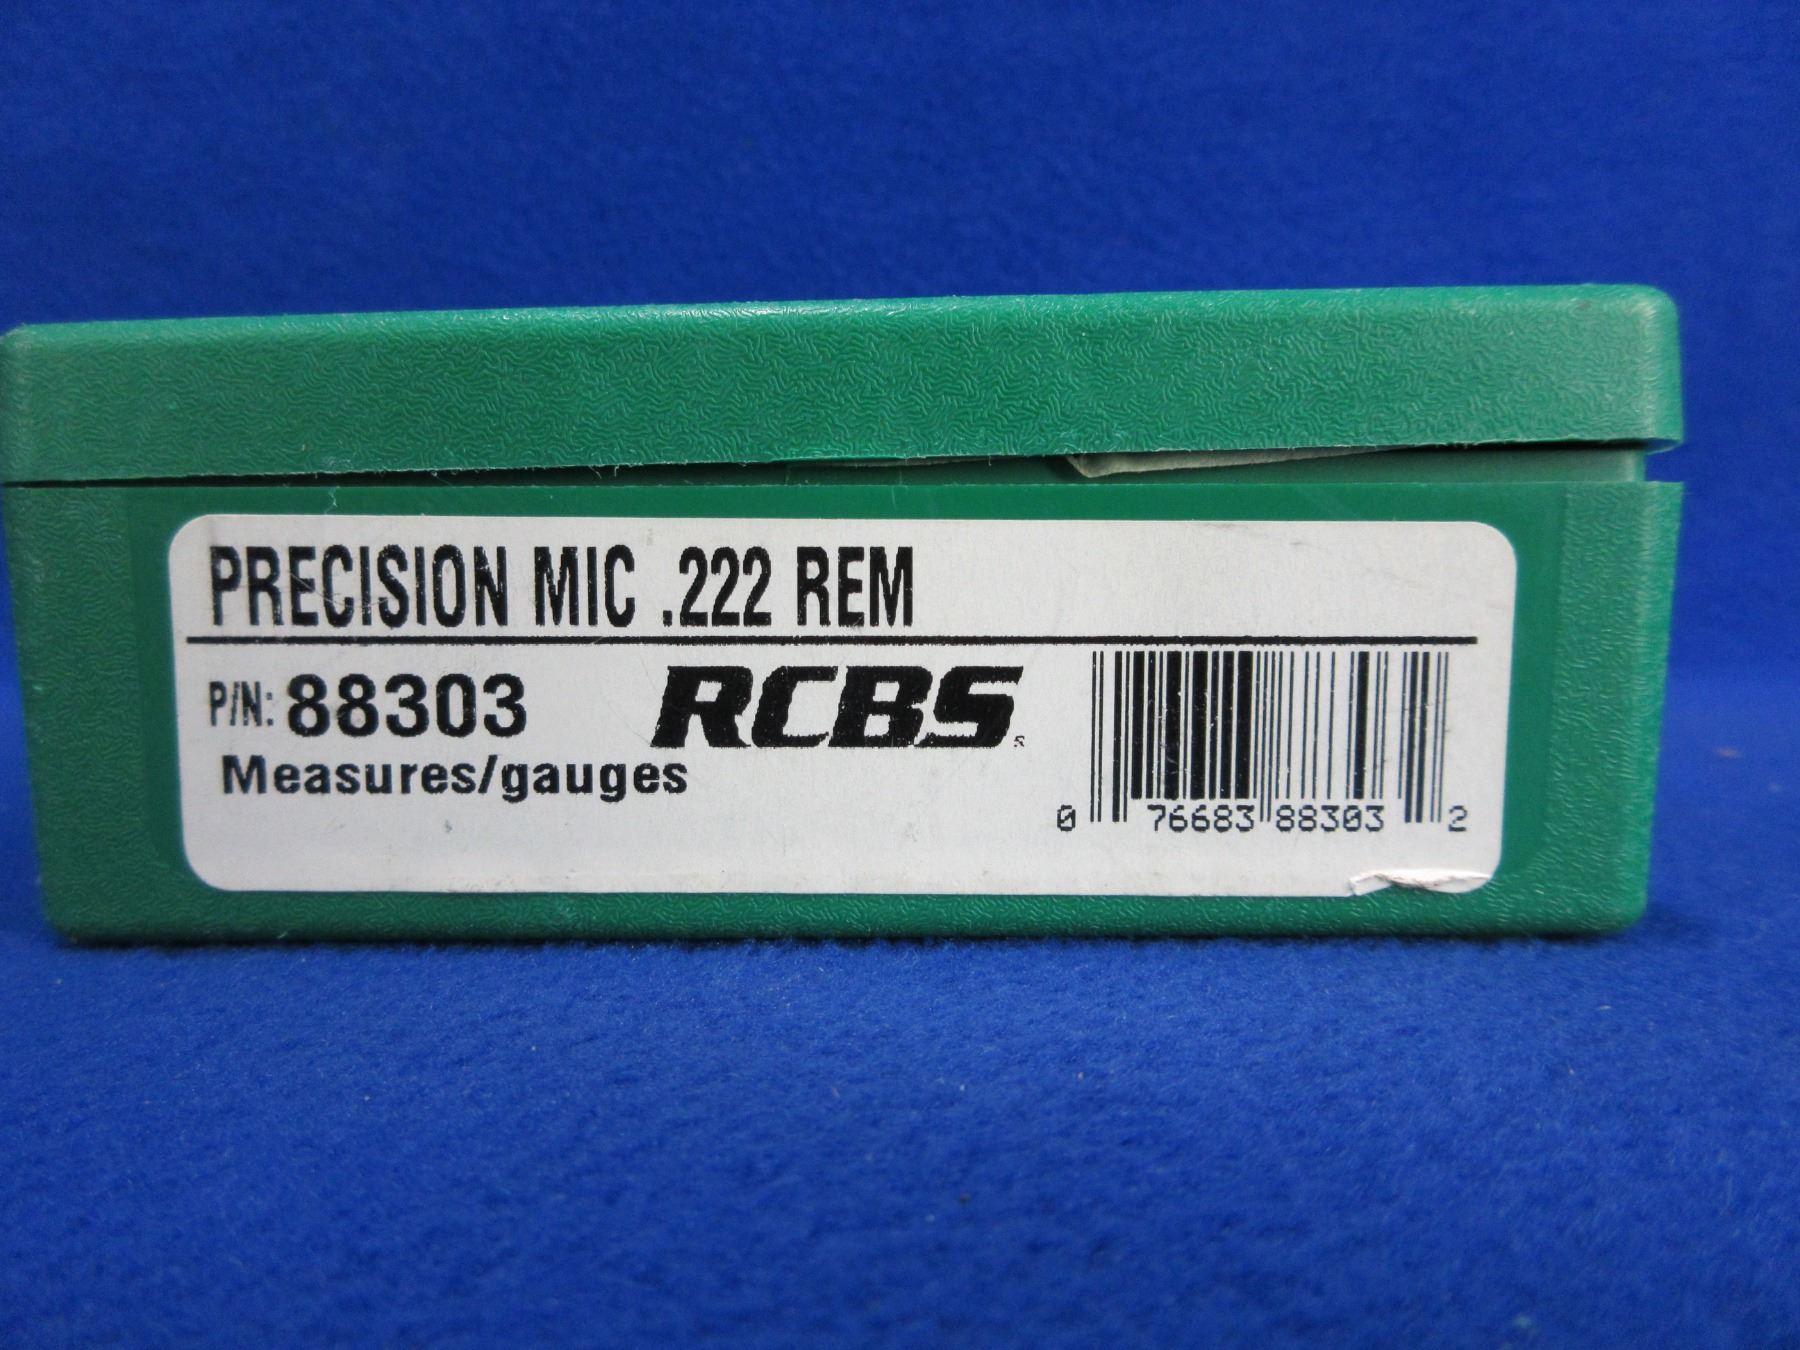 PRECISION MIC .222 REM
P/N: 88303 RCBS
Measures/gauges
0 76683 88303 2